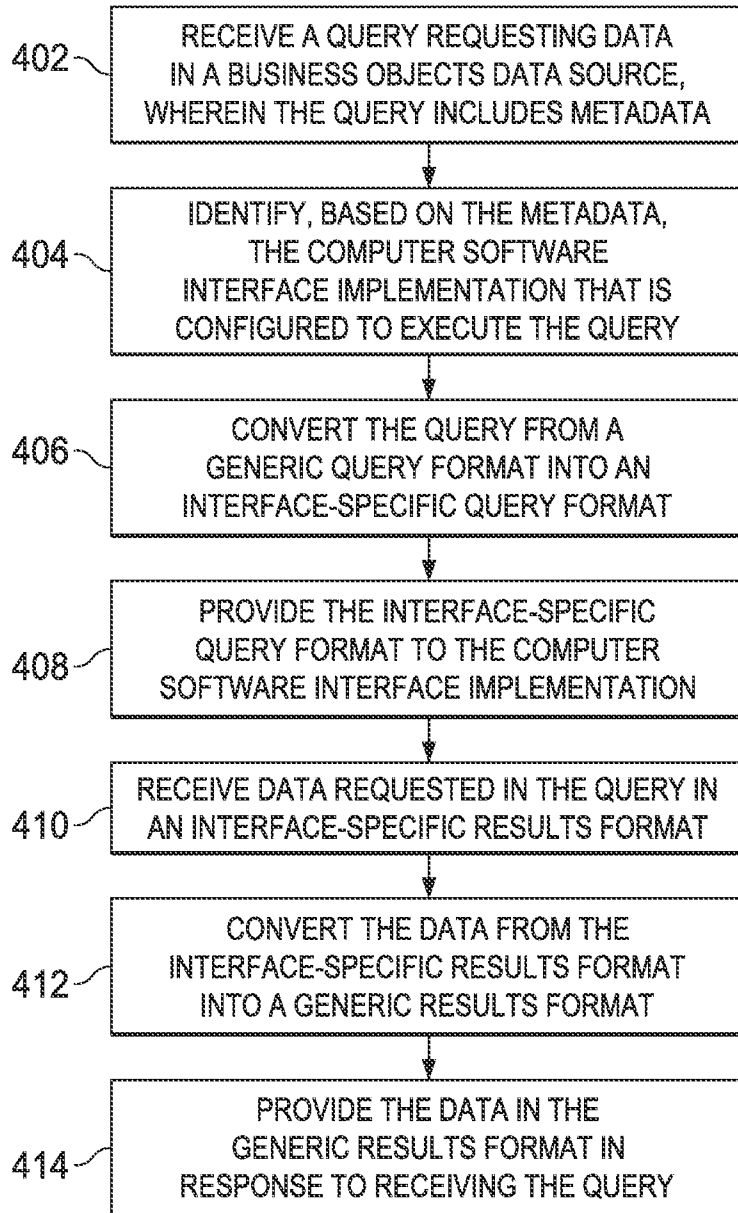 402
RECEIVE A QUERY REQUESTING DATA
IN A BUSINESS OBJECTS DATA SOURCE,
WHEREIN THE QUERY INCLUDES METADATA
404
IDENTIFY, BASED ON THE METADATA,
THE COMPUTER SOFTWARE
INTERFACE IMPLEMENTATION THAT IS
CONFIGURED TO EXECUTE THE QUERY
406
CONVERT THE QUERY FROM A
GENERIC QUERY FORMAT INTO AN
INTERFACE-SPECIFIC QUERY FORMAT
408
PROVIDE THE INTERFACE-SPECIFIC
QUERY FORMAT TO THE COMPUTER
SOFTWARE INTERFACE IMPLEMENTATION
410
RECEIVE DATA REQUESTED IN THE QUERY IN
AN INTERFACE-SPECIFIC RESULTS FORMAT
412
CONVERT THE DATA FROM THE
INTERFACE-SPECIFIC RESULTS FORMAT
INTO A GENERIC RESULTS FORMAT
414
PROVIDE THE DATA IN THE
GENERIC RESULTS FORMAT IN
RESPONSE TO RECEIVING THE QUERY